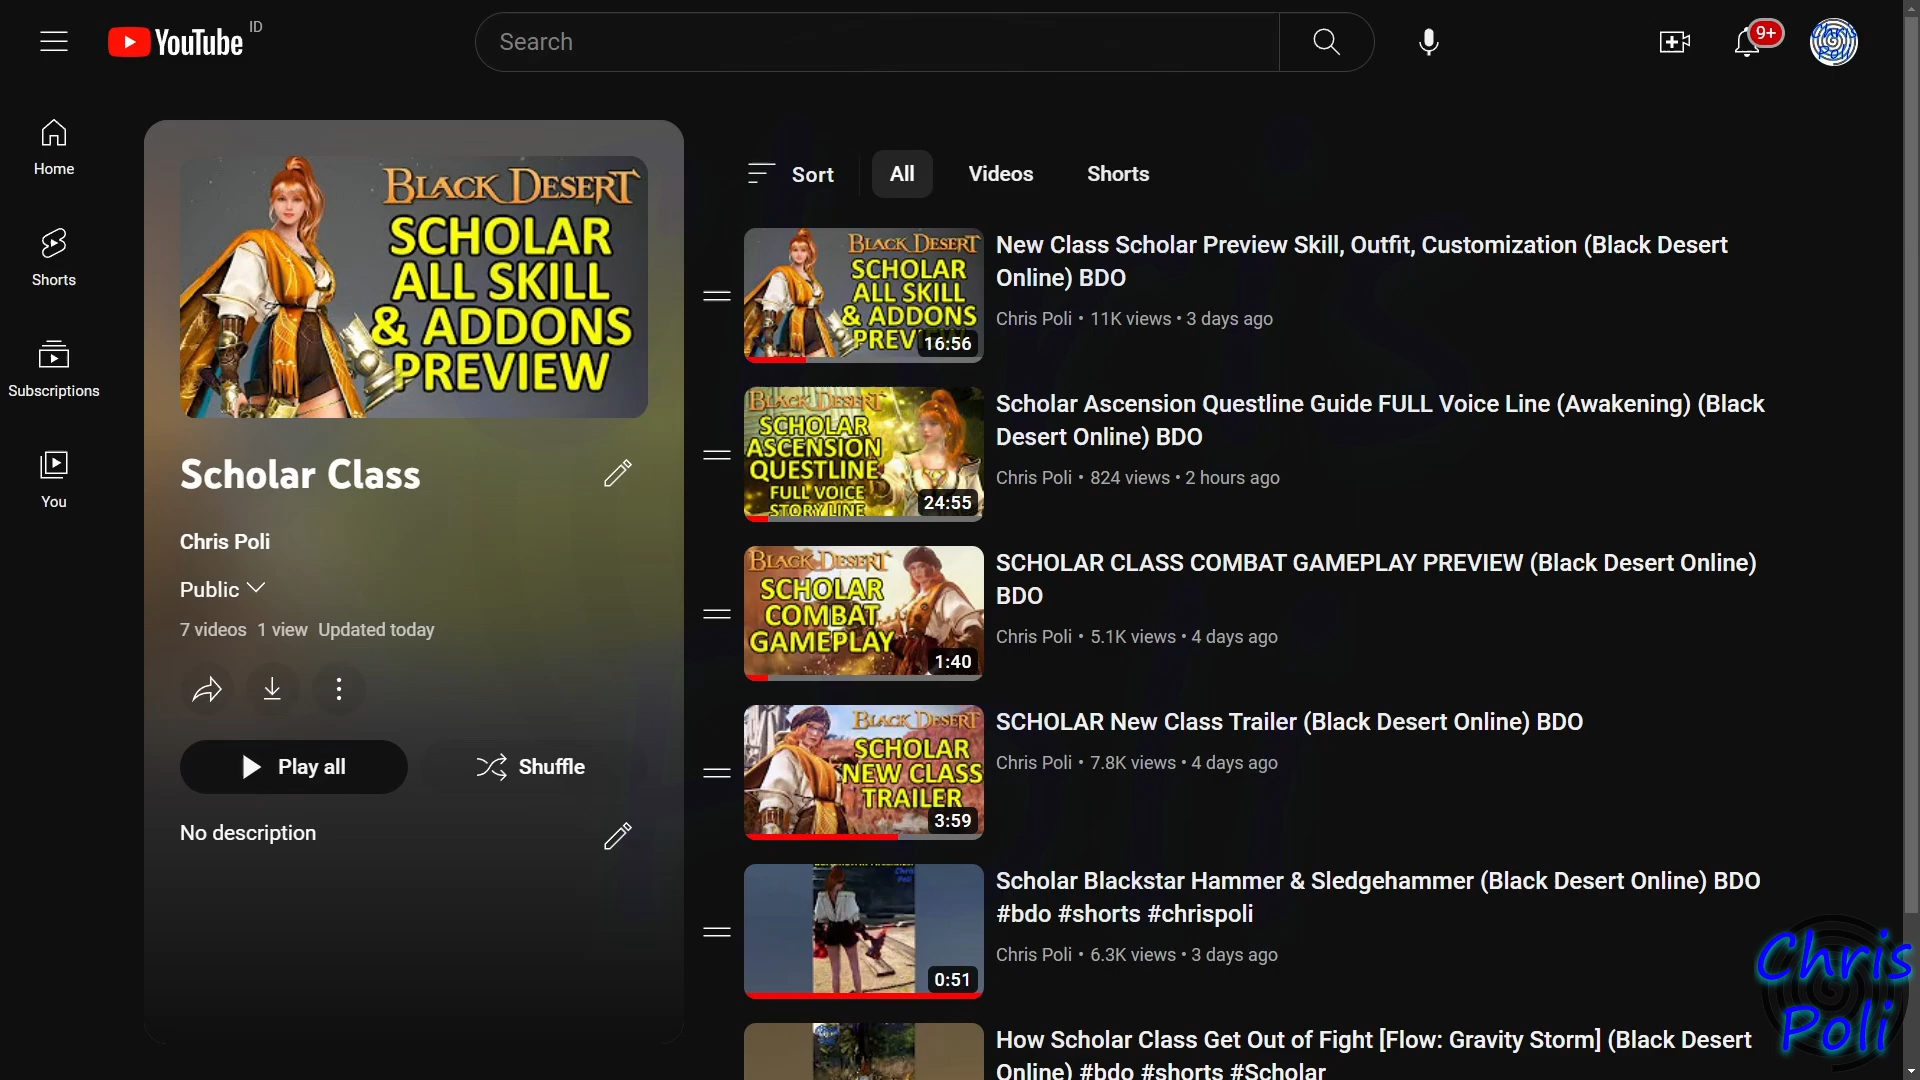 YouTube ID
Search
9+
Home
Shorts
Subscriptions
You
BLACK DESERT
SCHOLAR
ALL SKILL
& ADDONS
PREVIEW
Scholar Class
Chris Poli
Public
7 videos 1 view Updated today
Play all
Shuffle
No description
Sort
All
Videos
Shorts
BLACK DESERT
SCHOLAR
ALL SKILL
& ADDONS
16:56
New Class Scholar Preview Skill, Outfit, Customization (Black Desert
Online) BDO
Chris Poli • 11K views • 3 days ago
BLACK DESERT
SCHOLAR
ASCENSION
QUESTLINE
FULL VOICE
STORY LINE
24:55
Scholar Ascension Questline Guide FULL Voice Line (Awakening) (Black
Desert Online) BDO
Chris Poli • 824 views • 2 hours ago
BLACK DESERT
SCHOLAR
COMBAT
GAMEPLAY
1:40
SCHOLAR CLASS COMBAT GAMEPLAY PREVIEW (Black Desert Online)
BDO
Chris Poli • 5.1K views • 4 days ago
BLACK DESERT
SCHOLAR
NEW CLASS
TRAILER
3:59
SCHOLAR New Class Trailer (Black Desert Online) BDO
Chris Poli • 7.8K views • 4 days ago
Chris
Poli
0:51
Scholar Blackstar Hammer & Sledgehammer (Black Desert Online) BDO
#bdo #shorts #chrispoli
Chris Poli • 6.3K views • 3 days ago
How Scholar Class Get Out of Fight [Flow: Gravity Storm] (Black Desert
Online) #bdo #shorts #Scholar
Chris
Poli